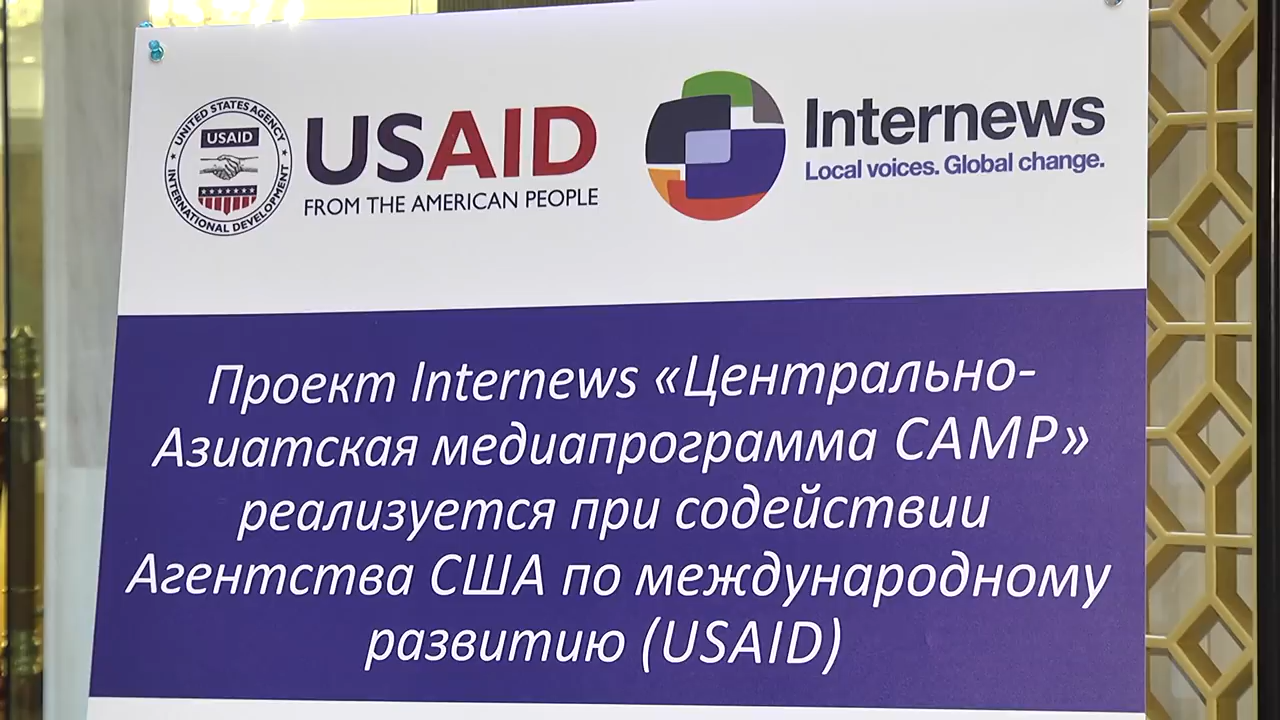 UNITED STATES AGENCY
USAID
INTERNATIONAL DEVELOPMENT
USAID
FROM THE AMERICAN PEOPLE
Internews
Local voices. Global change.
Проект Internews «Центрально-
Азиатская медиапрограмма CAMP»
реализуется при содействии
Агентства США по международному
развитию (USAID)